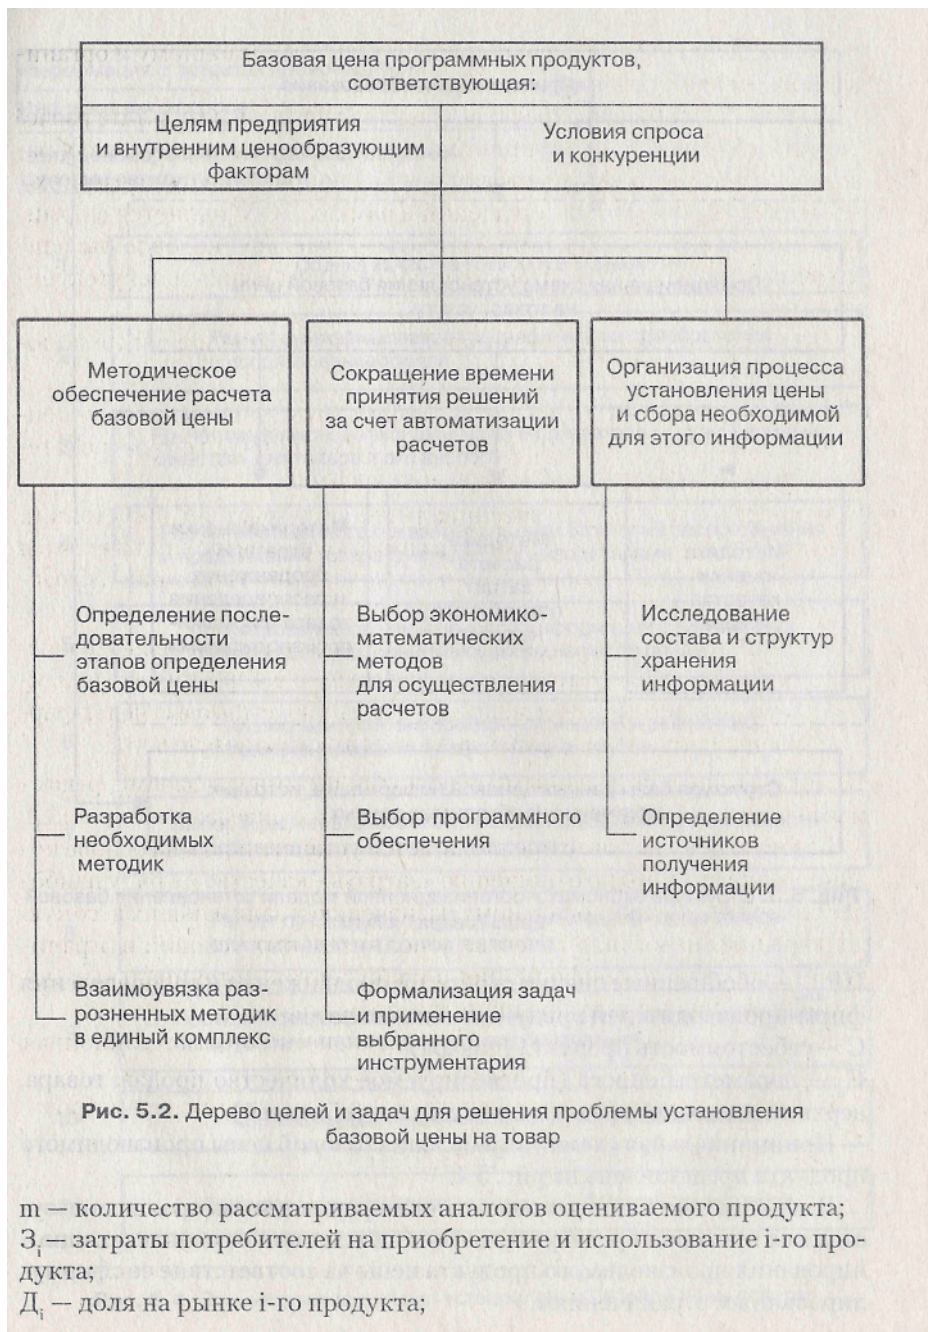 Базовая цена программных продуктов,
соответствующая:
Целям предприятия
и внутренним ценообразующим
факторам
Условия спроса
и конкуренции
Методическое
обеспечение расчета
базовой цены
Сокращение времени
принятия решений
за счет автоматизации
расчетов
Организация процесса
установления цены
и сбора необходимой
для этого информации
Определение после-
довательности
этапов определения
базовой цены
Разработка
необходимых
методик
Взаимоувязка раз-
розненных методик
в единый комплекс
Выбор экономико-
математических
методов
для осуществления
расчетов
Выбор программного
обеспечения
Формализация задач
и применение
выбранного
инструментария
Исследование
состава и структур
хранения
информации
Определение
источников
получения
информации
Рис. 5.2. Дерево целей и задач для решения проблемы установления
базовой цены на товар
m — количество рассматриваемых аналогов оцениваемого продукта;
Зi — затраты потребителей на приобретение и использование i-го про-
дукта;
Дi — доля на рынке i-го продукта;